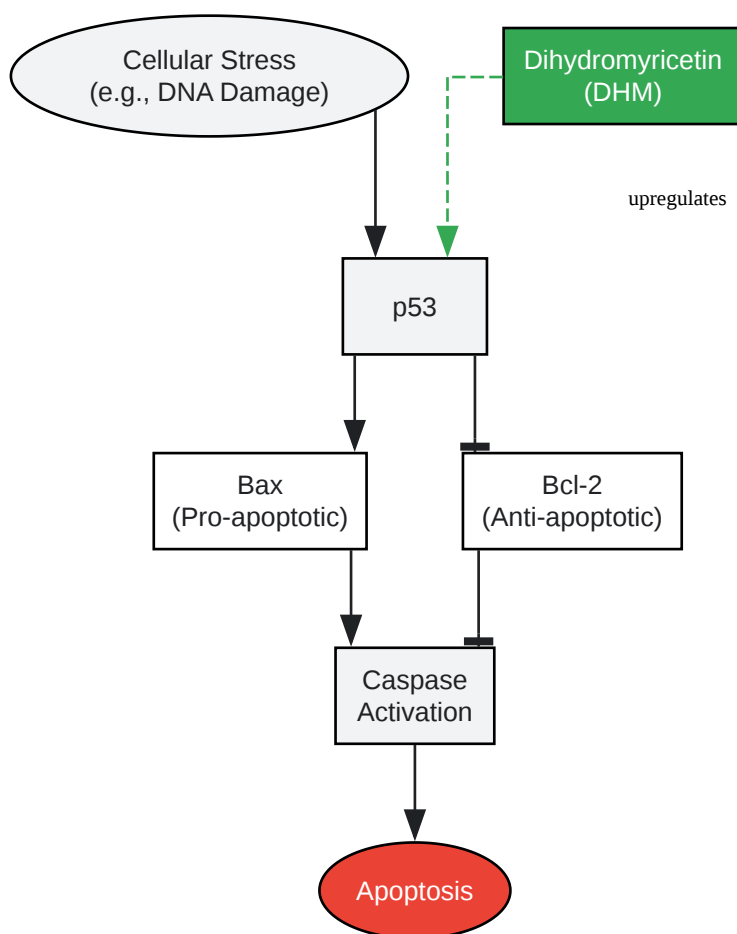 Cellular Stress
(e.g., DNA Damage)
Dihydromyricetin
(DHM)
upregulates
p53
Bax
(Pro-apoptotic)
Bcl-2
(Anti-apoptotic)
Caspase
Activation
Apoptosis